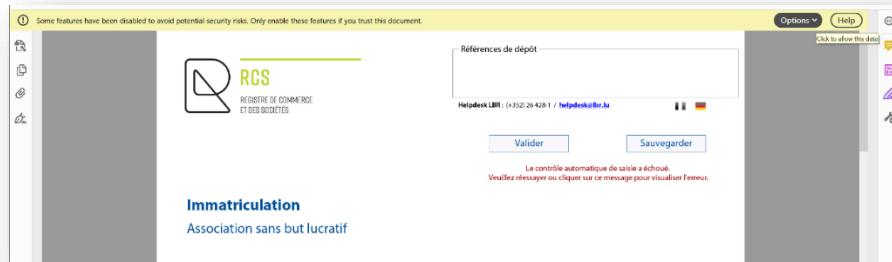 Some features have been disabled to avoid potential security risks. Only enable these features if you trust this document.
Options
Help
Click to allow this data
Références de dépôt
RCS
REGISTRE DE COMMERCE
ET DES SOCIÉTÉS
Helpdesk LBR : (+352) 26 428-1 / helpdesk@lbr.lu
Valider
Sauvegarder
Le contrôle automatique de saisie a échoué.
Veuillez réessayer ou cliquer sur ce message pour visualiser l'erreur.
Immatriculation
Association sans but lucratif